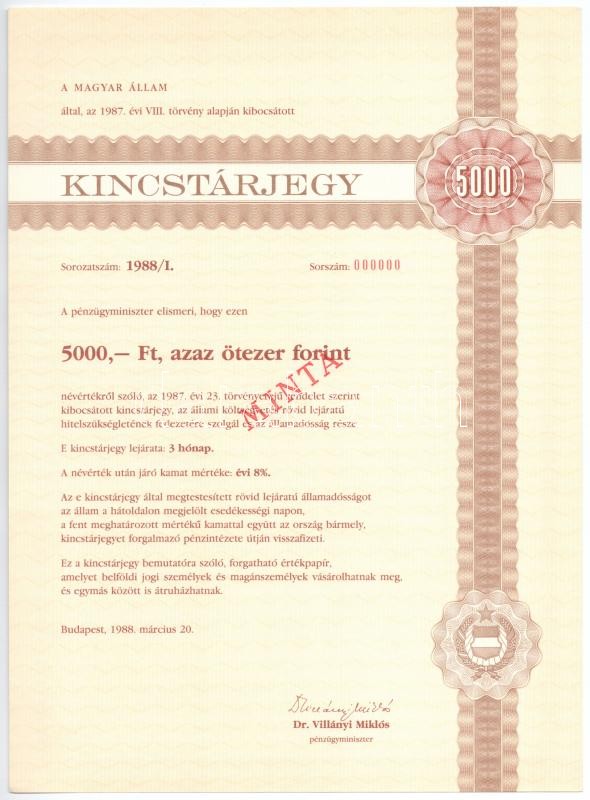 A MAGYAR ÁLLAM
által, az 1987. évi VIII. törvény alapján kibocsátott
KINCSTÁRJEGY
5000
Sorozatszám: 1988/I.
Sorszám: 000000
A pénzügyminiszter elismeri, hogy ezen
5000,— Ft, azaz ötezer forint
MINTA
névértékről szóló, az 1987. évi 23. törvényerejű rendelet szerint
kibocsátott kincstárjegy, az állami költségvetés rövid lejáratú
hitelszükségletének fedezetére szolgál és az államadósság része
E kincstárjegy lejárata: 3 hónap.
A névérték után járó kamat mértéke: évi 8%.
Az e kincstárjegy által megtestesített rövid lejáratú államadósságot
az állam a hátoldalon megjelölt esedékességi napon,
a fent meghatározott mértékű kamattal együtt az ország bármely,
kincstárjegyet forgalmazó pénzintézete útján visszafizeti.
Ez a kincstárjegy bemutatóra szóló, forgatható értékpapír,
amelyet belföldi jogi személyek és magánszemélyek vásárolhatnak meg,
és egymás között is átruházhatnak.
Budapest, 1988. március 20.
Dr. Villányi Miklós
pénzügyminiszter